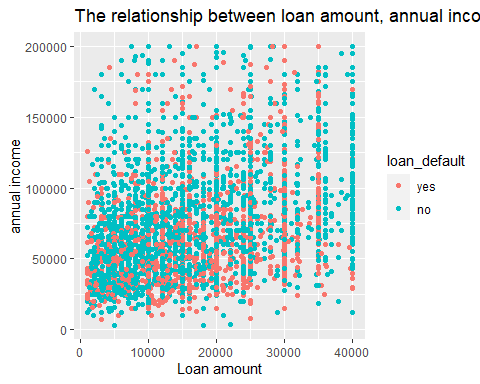 The relationship between loan amount, annual inco
200000
150000
100000
50000
0
annual income
0 10000 20000 30000 40000
Loan amount
loan_default
yes
no